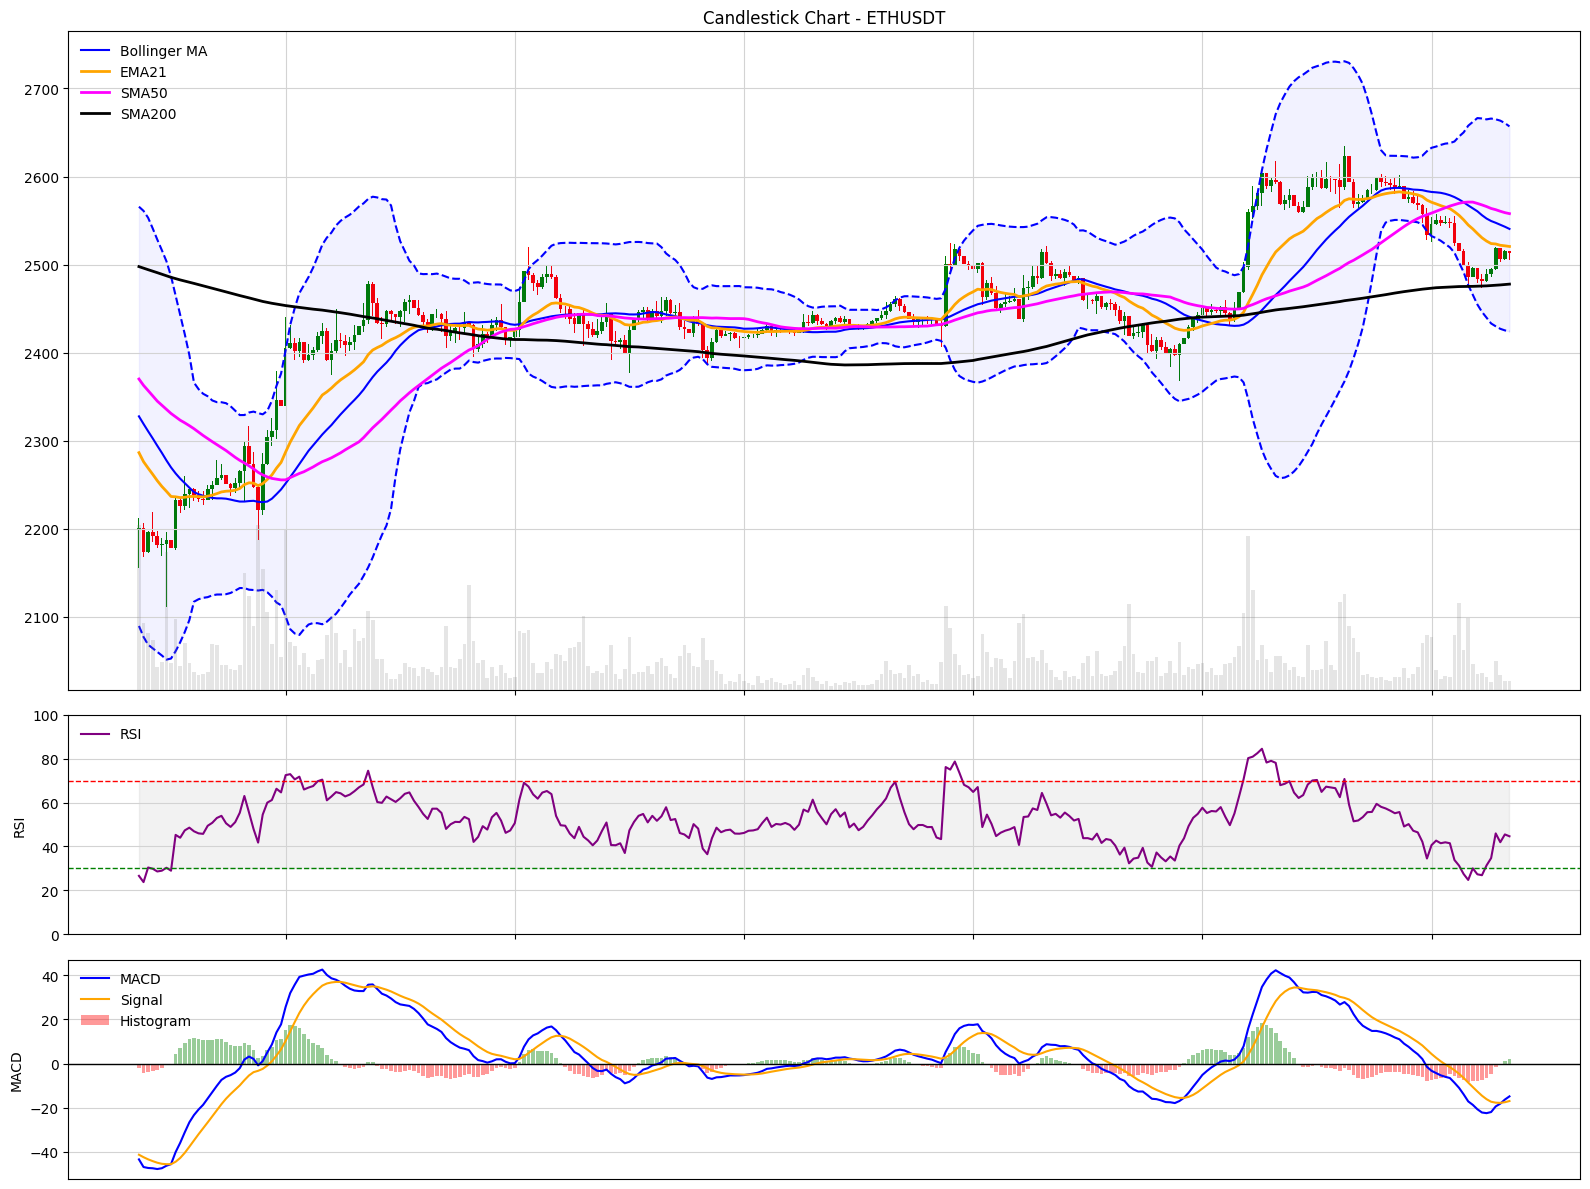 Candlestick Chart - ETHUSDT
Bollinger MA
EMA21
SMA50
SMA200
2700
2600
2500
2400
2300
2200
2100
100
80
60
40
20
0
RSI
RSI
40
20
0
−20
−40
MACD
MACD
Signal
Histogram